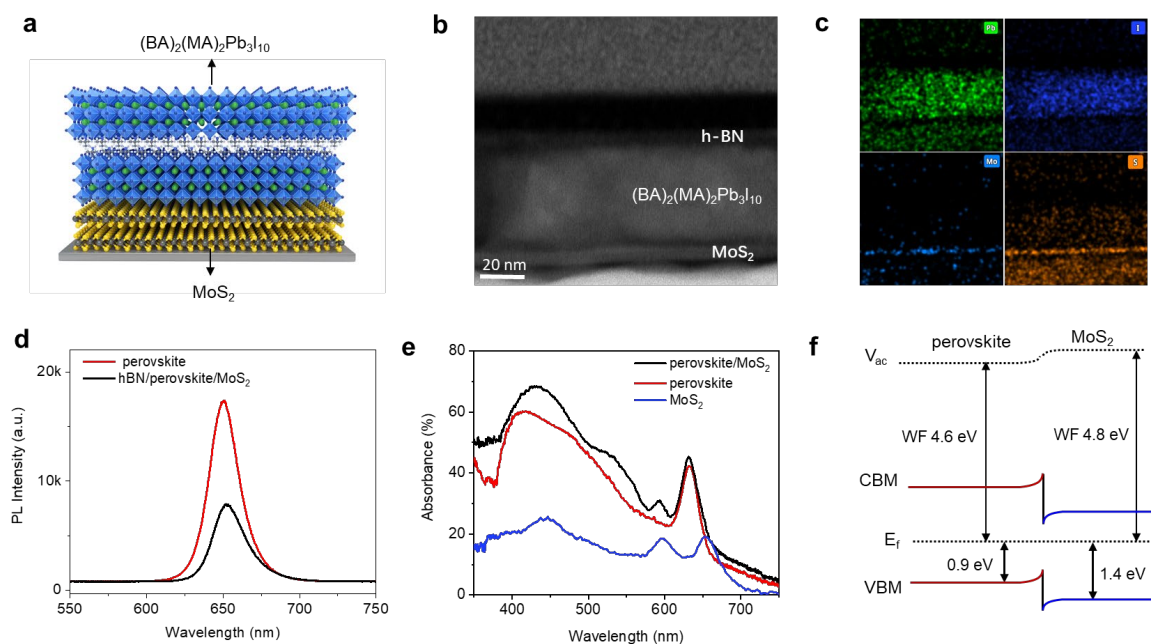 a
(BA)₂(MA)₂Pb₃I₁₀
MoS₂
b
h-BN
(BA)₂(MA)₂Pb₃I₁₀
MoS₂
20 nm
c
Pb
I
Mo
S
d
perovskite
hBN/perovskite/MoS₂
20k
10k
0
PL Intensity (a.u.)
550
600
650
700
750
Wavelength (nm)
e
perovskite/MoS₂
perovskite
MoS₂
80
60
40
20
0
Absorbance (%)
400
500
600
700
Wavelength (nm)
f
perovskite
MoS₂
Vac
WF 4.6 eV
WF 4.8 eV
CBM
Ef
0.9 eV
1.4 eV
VBM